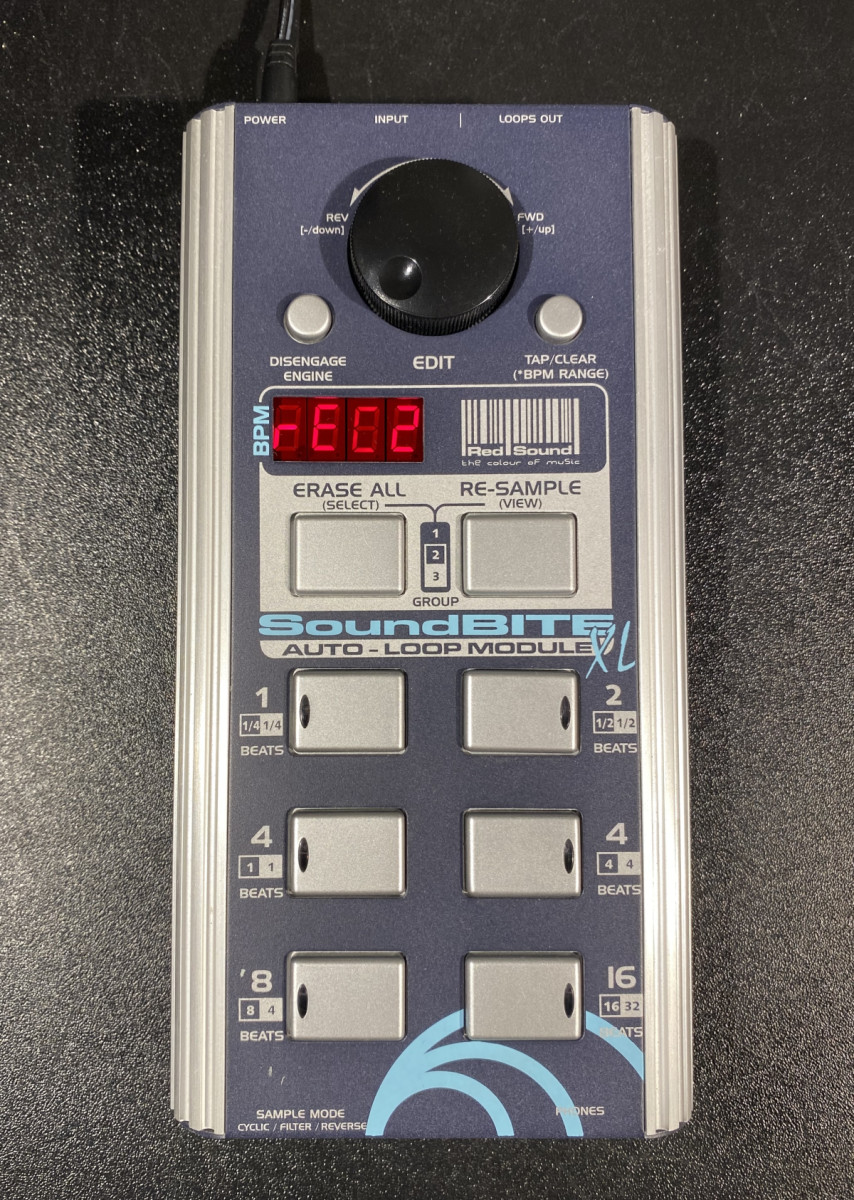 POWER INPUT | LOOPS OUT
REV FWD
[-/down] [+/up]
DISENGAGE ENGINE
EDIT
TAP/CLEAR
(*BPM RANGE)
BPM
rEc2
Red Sound
the colour of music
ERASE ALL RE-SAMPLE
(SELECT) (VIEW)
1
2
3
GROUP
SoundBITE
XL
AUTO - LOOP MODULE
1 2
1/4 1/4 1/2 1/2
BEATS BEATS
4 4
1 1 4 4
BEATS BEATS
'8 16
8 4 16 32
BEATS BEATS
SAMPLE MODE PHONES
CYCLIC / FILTER / REVERSE